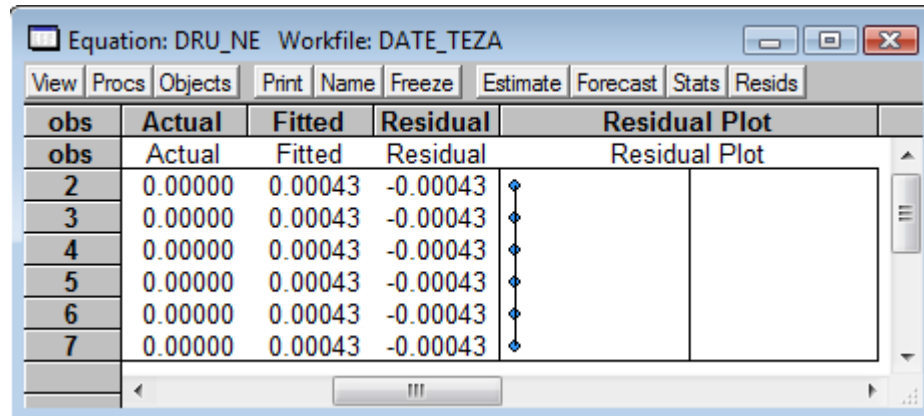 Equation: DRU_NE Workfile: DATE_TEZA
View Procs Objects Print Name Freeze Estimate Forecast Stats Resids
obs Actual Fitted Residual Residual Plot
obs Actual Fitted Residual Residual Plot
2 0.00000 0.00043 -0.00043
3 0.00000 0.00043 -0.00043
4 0.00000 0.00043 -0.00043
5 0.00000 0.00043 -0.00043
6 0.00000 0.00043 -0.00043
7 0.00000 0.00043 -0.00043